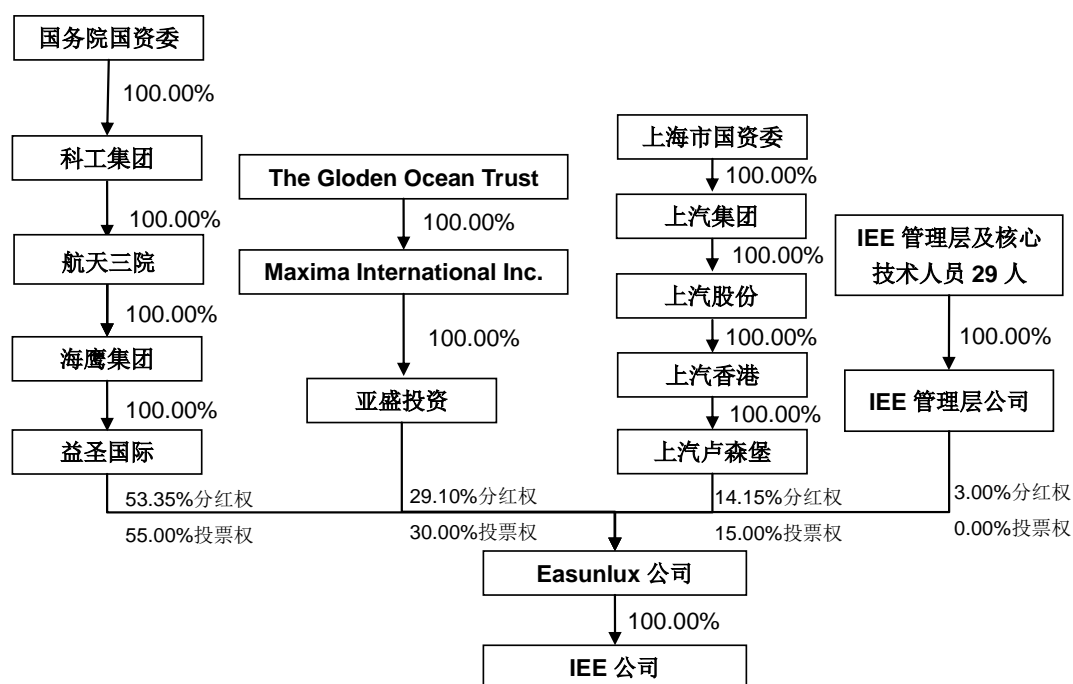 国务院国资委
100.00%
科工集团
100.00%
航天三院
100.00%
海鹰集团
100.00%
益圣国际
53.35%分红权
55.00%投票权
The Gloden Ocean Trust
100.00%
Maxima International Inc.
100.00%
亚盛投资
29.10%分红权
30.00%投票权
上海市国资委
100.00%
上汽集团
100.00%
上汽股份
100.00%
上汽香港
100.00%
上汽卢森堡
14.15%分红权
15.00%投票权
IEE 管理层及核心
技术人员 29 人
100.00%
IEE 管理层公司
3.00%分红权
0.00%投票权
Easunlux 公司
100.00%
IEE 公司